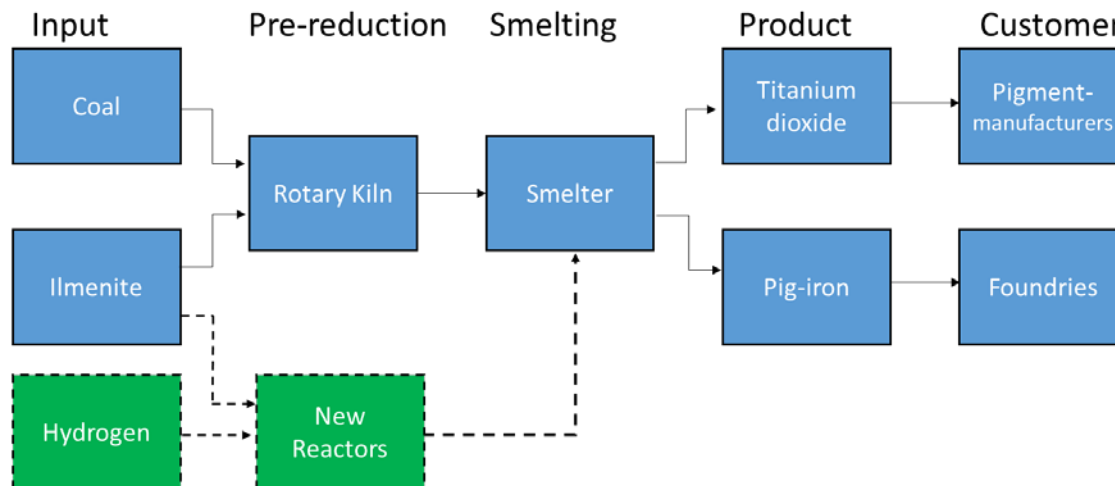 Input
Pre-reduction
Smelting
Product
Customer
Coal
Rotary Kiln
Smelter
Titanium
dioxide
Pigment-
manufacturers
Ilmenite
Pig-iron
Foundries
Hydrogen
New
Reactors